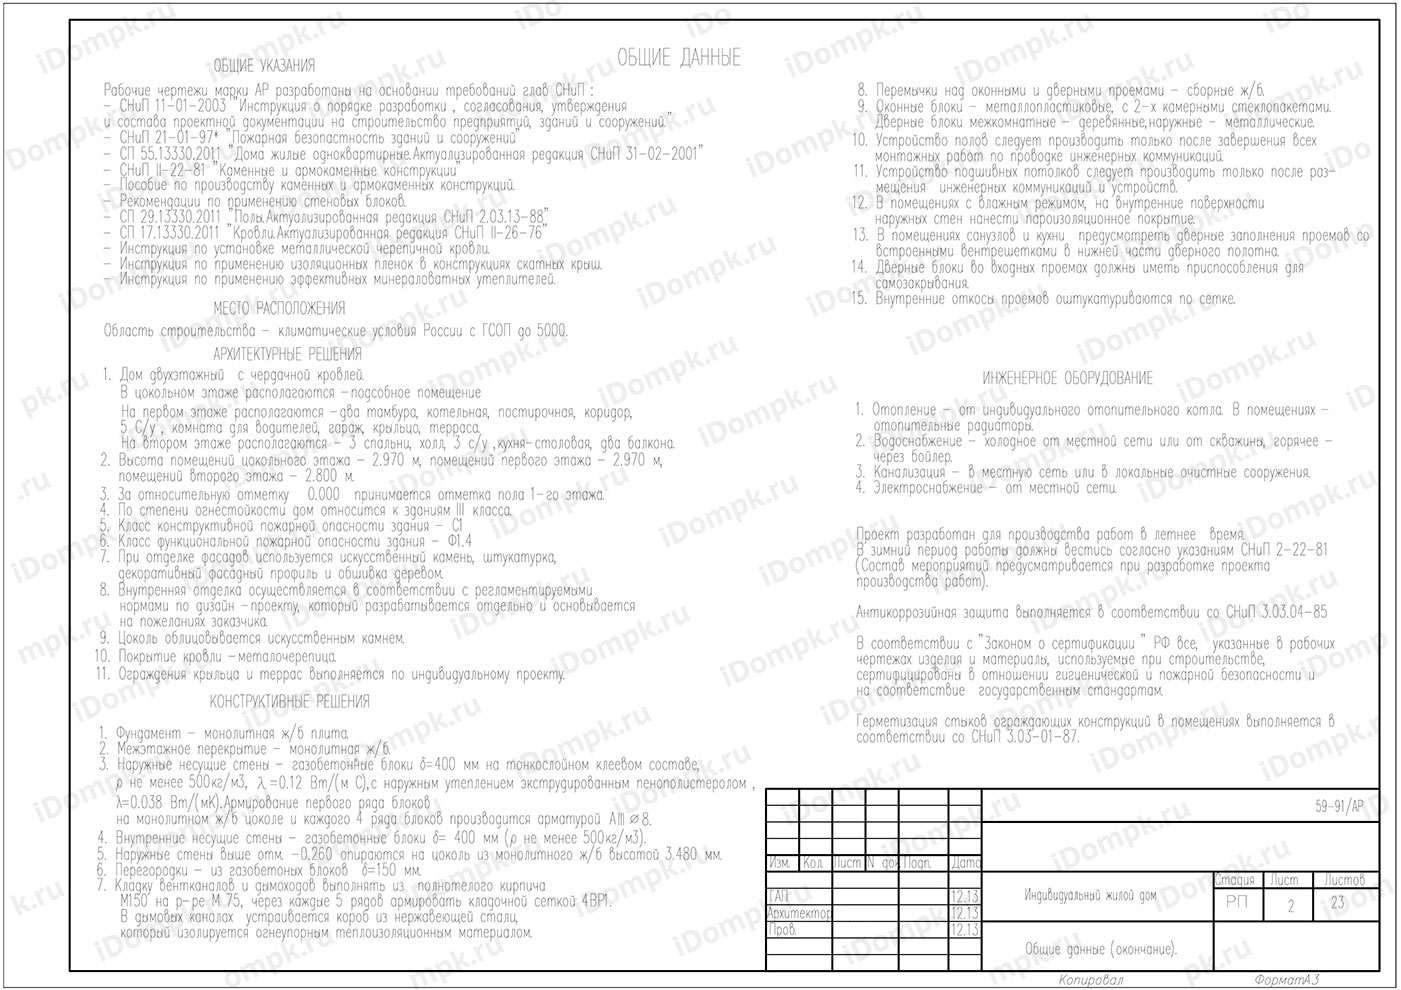 ОБЩИЕ ДАННЫЕ
ОБЩИЕ УКАЗАНИЯ
Рабочие чертежи марки АР разработаны на основании требований глав СНиП :
– СНиП 11-01-2003 "Инструкция о порядке разработки , согласования, утверждения
и состава проектной документации на строительство предприятий, зданий и сооружений."
– СНиП 21-01-97* "Пожарная безопастность зданий и сооружений"
– СП 55.13330.2011 "Дома жилые одноквартирные.Актуализированная редакция СНиП 31-02-2001"
– СНиП II-22-81 "Каменные и армокаменные конструкции"
– Пособие по производству каменных и армокаменных конструкций.
– Рекомендации по применению стеновых блоков.
– СП 29.13330.2011 "Полы.Актуализированная редакция СНиП 2.03.13-88"
– СП 17.13330.2011 "Кровли.Актуализированная редакция СНиП II-26-76"
– Инструкция по установке металлической черепичной кровли.
– Инструкция по применению изоляционных пленок в конструкциях скатных крыш.
– Инструкция по применению эффективных минераловатных утеплителей.
МЕСТО РАСПОЛОЖЕНИЯ
Область строительства – климатические условия России с ГСОП до 5000.
АРХИТЕКТУРНЫЕ РЕШЕНИЯ
1. Дом двухэтажный с чердачной кровлей.
В цокольном этаже располагаются –подсобное помещение
На первом этаже располагаются –два тамбура, котельная, постирочная, коридор,
5 С/у , комната для водителей, гараж, крыльцо, терраса.
На втором этаже располагаются – 3 спальни, холл, 3 с/у ,кухня-столовая, два балкона.
2. Высота помещений цокольного этажа – 2.970 м, помещений первого этажа – 2.970 м,
помещений второго этажа – 2.800 м.
3. За относительную отметку 0.000 принимается отметка пола 1-го этажа.
4. По степени огнестойкости дом относится к зданиям III класса.
5. Класс конструктивной пожарной опасности здания – С1
6. Класс функциональной пожарной опасности здания – Ф1.4
7. При отделке фасадов используется искусственный камень, штукатурка,
декоративный фасадный профиль и обшивка деревом.
8. Внутренняя отделка осуществляется в соответствии с регламентируемыми
нормами по дизайн –проекту, который разрабатывается отдельно и основывается
на пожеланиях заказчика.
9. Цоколь облицовывается искусственным камнем.
10. Покрытие кровли –металочерепица.
11. Ограждения крыльца и террас выполняется по индивидуальному проекту.
КОНСТРУКТИВНЫЕ РЕШЕНИЯ
1. Фундамент – монолитная ж/б плита.
2. Межэтажное перекрытие – монолитная ж/б.
3. Наружные несущие стены – газобетонные блоки δ=400 мм на тонкослойном клеевом составе,
ρ не менее 500кг/м3, λ=0.12 Вт/(м С),с наружным утеплением экструдированным пенополистеролом ,
λ=0.038 Вт/(мК).Армирование первого ряда блоков
на монолитном ж/б цоколе и каждого 4 ряда блоков производится арматурой АIII ⌀8.
4. Внутренние несущие стены – газобетонные блоки δ= 400 мм (ρ не менее 500кг/м3).
5. Наружные стены выше отм. -0.260 опираются на цоколь из монолитного ж/б высотой 3.480 мм.
6. Перегородки – из газобетоных блоков δ=150 мм.
7. Кладку вентканалов и дымоходов выполнять из полнотелого кирпича
М150 на р-ре М 75, через каждые 5 рядов армировать кладочной сеткой 4ВР1.
В дымовых каналах устраивается короб из нержавеющей стали,
который изолируется огнеупорным теплоизоляционным материалом.
8. Перемычки над оконными и дверными проемами – сборные ж/б.
9. Оконные блоки – металлопластиковые, с 2-х камерными стеклопакетами.
Дверные блоки межкомнатные – деревянные,наружные – металлические.
10. Устройство полов следует производить только после завершения всех
монтажных работ по проводке инженерных коммуникаций.
11. Устройство подшивных потолков следует производить только после раз-
мещения инженерных коммуникаций и устройств.
12. В помещениях с влажным режимом, на внутренние поверхности
наружных стен нанести пароизоляционное покрытие.
13. В помещениях санузлов и кухни предусмотреть дверные заполнения проемов со
встроенными вентрешетками в нижней части дверного полотна.
14. Дверные блоки во входных проемах должны иметь приспособления для
самозакрывания.
15. Внутренние откосы проемов оштукатуриваются по сетке.
ИНЖЕНЕРНОЕ ОБОРУДОВАНИЕ
1. Отопление – от индивидуального отопительного котла. В помещениях –
отопительные радиаторы.
2. Водоснабжение – холодное от местной сети или от скважины, горячее –
через бойлер.
3. Канализация – в местную сеть или в локальные очистные сооружения.
4. Электроснабжение – от местной сети.
Проект разработан для производства работ в летнее время.
В зимний период работы должны вестись согласно указаниям СНиП 2-22-81
(Состав мероприятий предусматривается при разработке проекта
производства работ).
Антикоррозийная защита выполняется в соответствии со СНиП 3.03.04-85
В соответствии с "Законом о сертификации " РФ все, указанные в рабочих
чертежах изделия и материалы, используемые при строительстве,
сертифицированы в отношении гигиенической и пожарной безопасности и
на соответствие государственным стандартам.
Герметизация стыков ограждающих конструкций в помещениях выполняется в
соответствии со СНиП 3.03-01-87.
59-91/АР
Изм. Кол. Лист N док Подп. Дата
ГАП 12.13
Архитектор 12.13
Пров. 12.13
Индивидуальный жилой дом
Стадия Лист Листов
РП 2 23
Общие данные (окончание).
Копировал ФорматА3
iDompk.ru